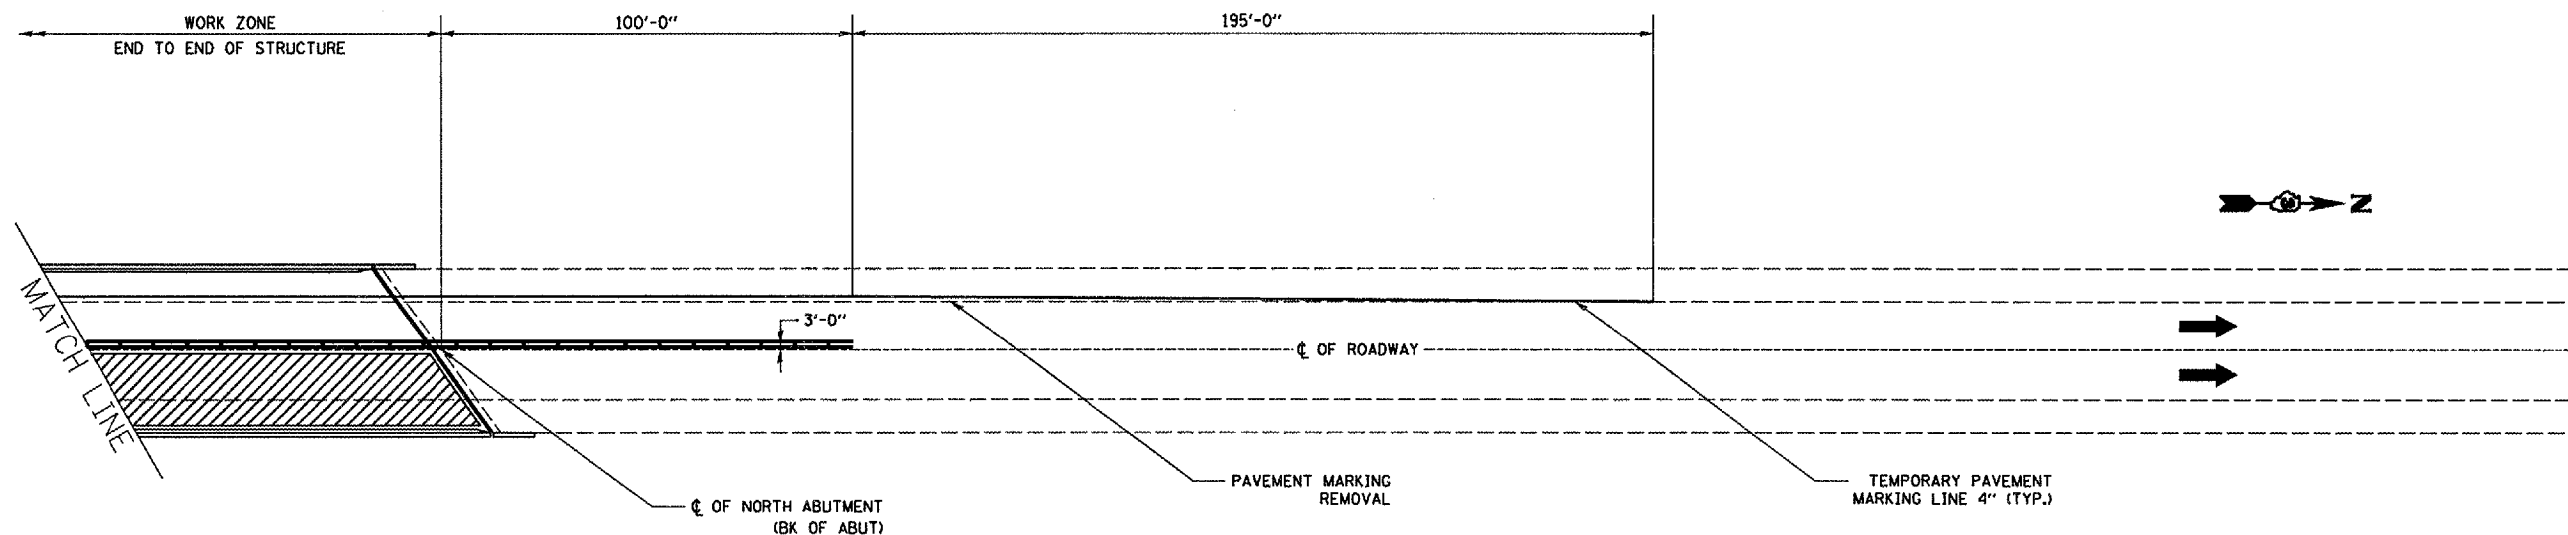 WORK ZONE
END TO END OF STRUCTURE
100'-0"
195'-0"
N
MATCH LINE
3'-0"
℄ OF ROADWAY
℄ OF NORTH ABUTMENT
(BK OF ABUT)
PAVEMENT MARKING
REMOVAL
TEMPORARY PAVEMENT
MARKING LINE 4" (TYP.)